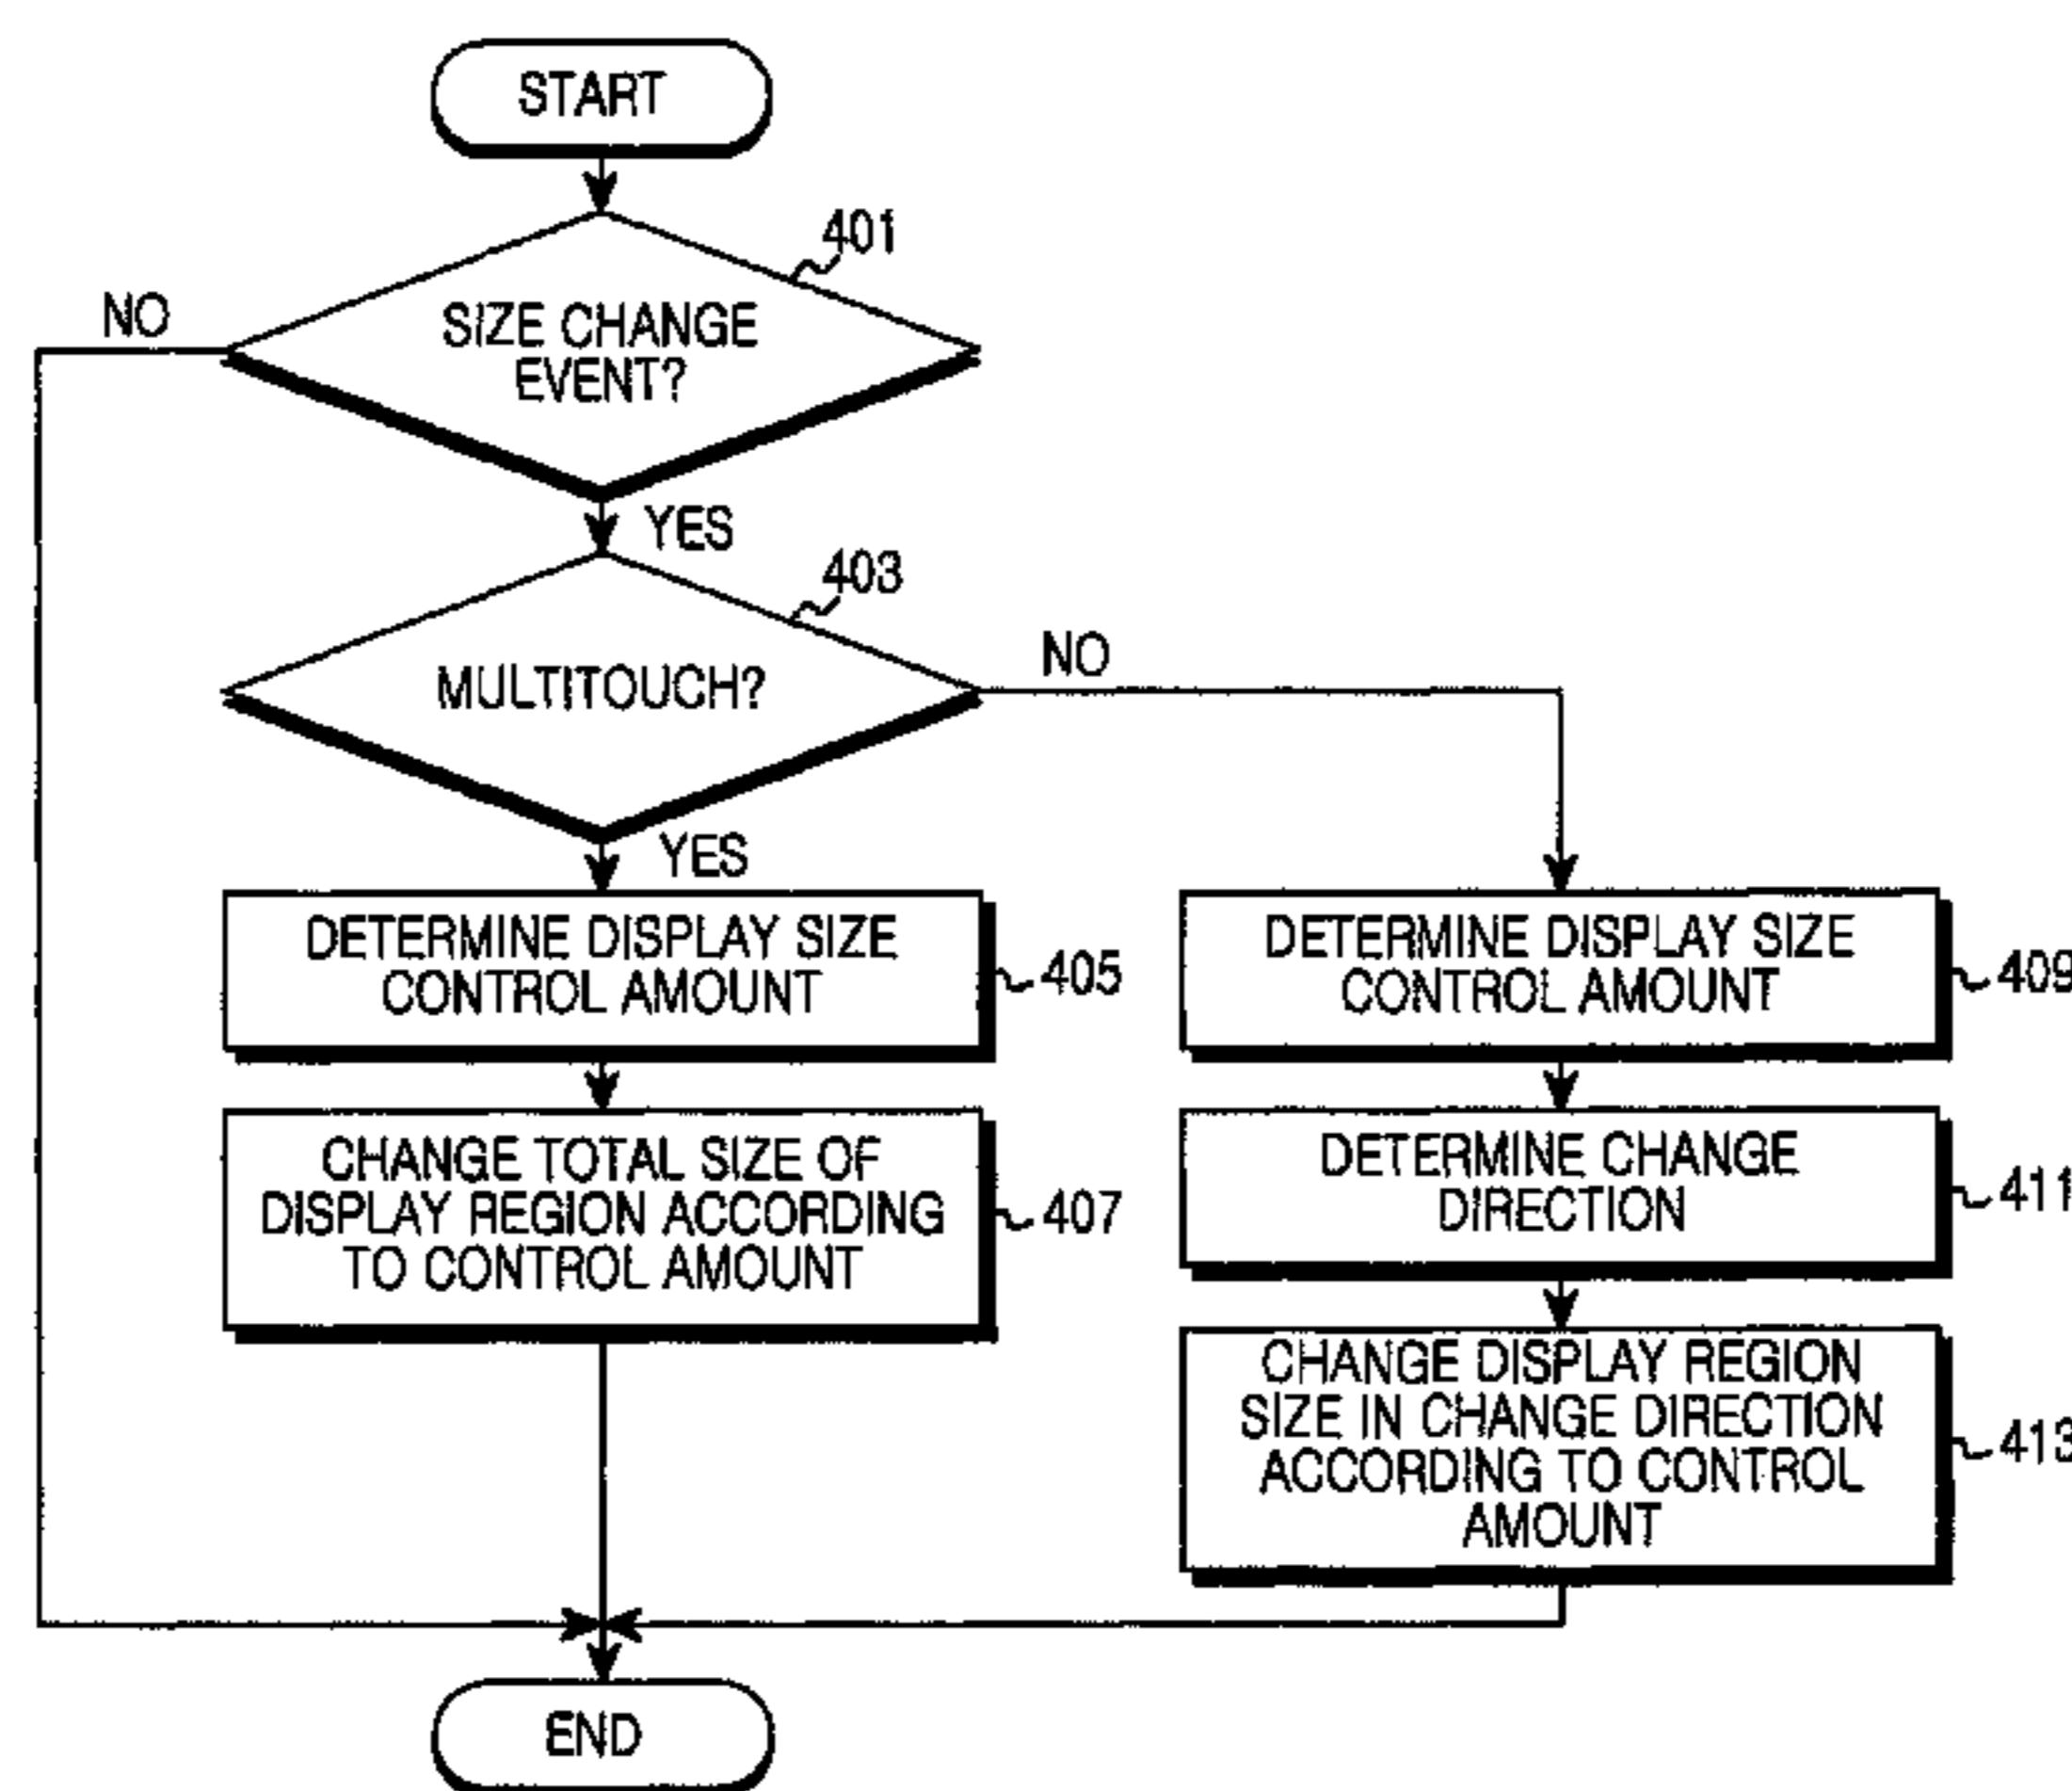 START
401
NO
SIZE CHANGE
EVENT?
YES
403
MULTITOUCH?
NO
YES
DETERMINE DISPLAY SIZE
CONTROL AMOUNT
405
DETERMINE DISPLAY SIZE
CONTROL AMOUNT
409
CHANGE TOTAL SIZE OF
DISPLAY REGION ACCORDING
TO CONTROL AMOUNT
407
DETERMINE CHANGE
DIRECTION
411
CHANGE DISPLAY REGION
SIZE IN CHANGE DIRECTION
ACCORDING TO CONTROL
AMOUNT
413
END